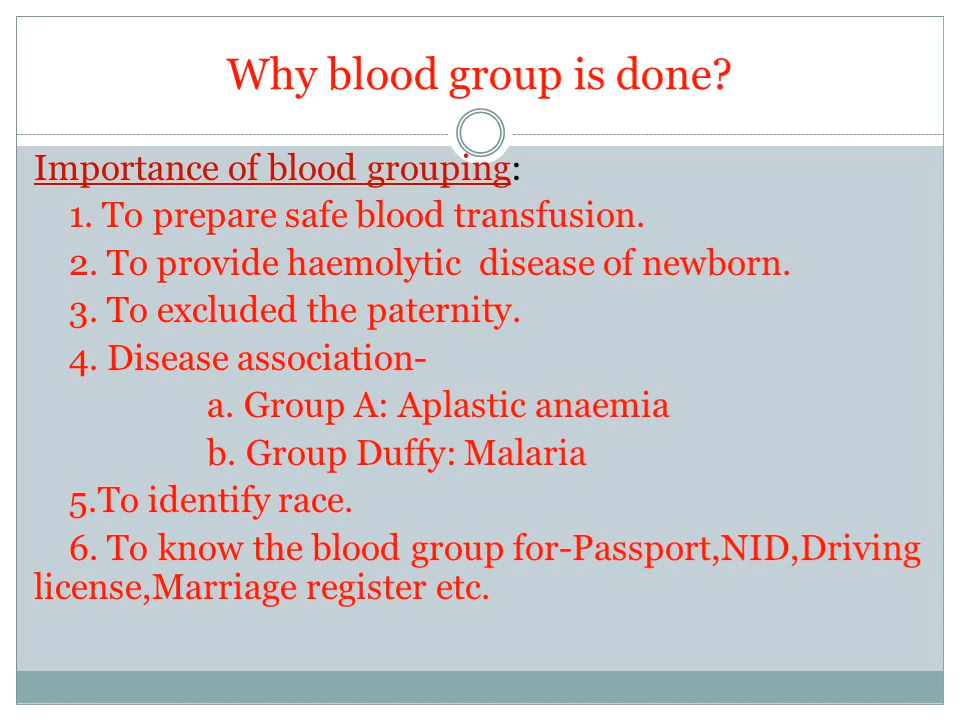 Why blood group is done?
Importance of blood grouping:
1. To prepare safe blood transfusion.
2. To provide haemolytic  disease of newborn.
3. To excluded the paternity.
4. Disease association-
a. Group A: Aplastic anaemia
b. Group Duffy: Malaria
5.To identify race.
6. To know the blood group for-Passport,NID,Driving
license,Marriage register etc.